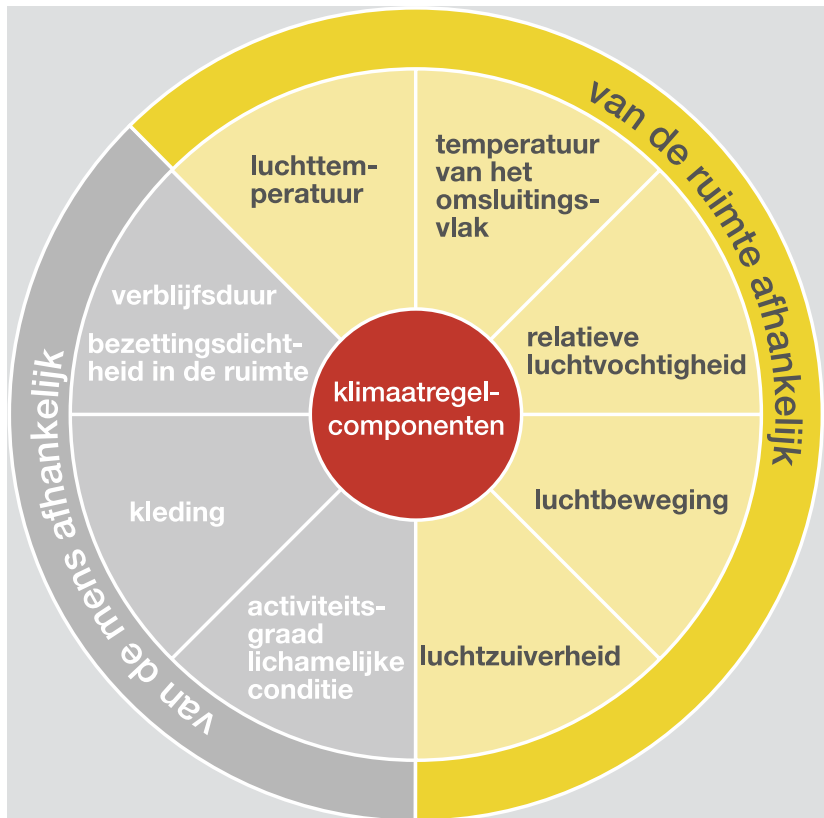 van de ruimte afhankelijk
luchttem-
peratuur
temperatuur
van het
omsluitings-
vlak
relatieve
luchtvochtigheid
luchtbeweging
luchtzuiverheid
klimaatregel-
componenten
van de mens afhankelijk
verblijfsduur
bezettingsdicht-
heid in de ruimte
kleding
activiteits-
graad
lichamelijke
conditie